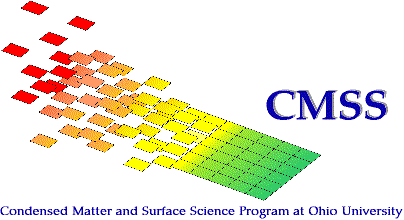 CMSS
Condensed Matter and Surface Science Program at Ohio University